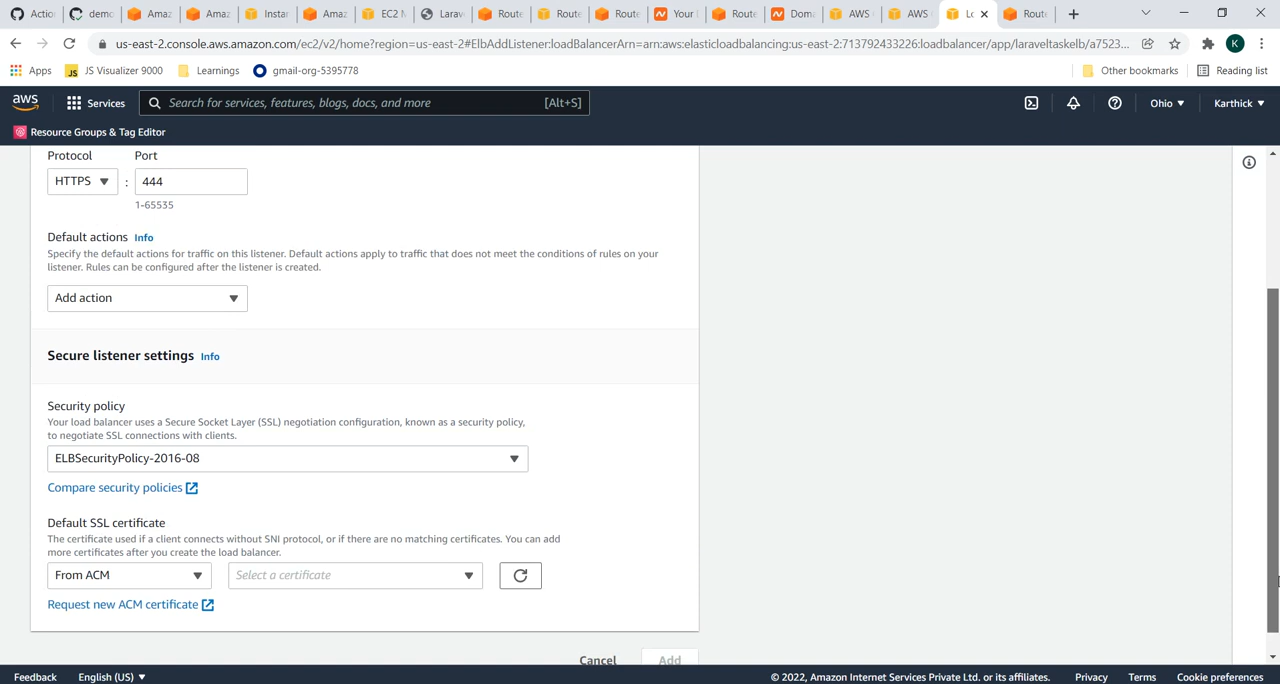 Actio
demo
Amaz
Amaz
Instar
Amaz
EC2 M
Larav
Route
Route
Route
Your
Route
Doma
AWS
AWS
Lo
Route
us-east-2.console.aws.amazon.com/ec2/v2/home?region=us-east-2#ElbAddListener:loadBalancerArn=arn:aws:elasticloadbalancing:us-east-2:713792433226:loadbalancer/app/laraveltaskelb/a7523...
K
Apps
JS Visualizer 9000
Learnings
gmail-org-5395778
Other bookmarks
Reading list
aws
Services
Search for services, features, blogs, docs, and more
[Alt+S]
Ohio
Karthick
Resource Groups & Tag Editor
Protocol
Port
HTTPS
:
444
1-65535
Default actions Info
Specify the default actions for traffic on this listener. Default actions apply to traffic that does not meet the conditions of rules on your
listener. Rules can be configured after the listener is created.
Add action
Secure listener settings Info
Security policy
Your load balancer uses a Secure Socket Layer (SSL) negotiation configuration, known as a security policy,
to negotiate SSL connections with clients.
ELBSecurityPolicy-2016-08
Compare security policies
Default SSL certificate
The certificate used if a client connects without SNI protocol, or if there are no matching certificates. You can add
more certificates after you create the load balancer.
From ACM
Select a certificate
Request new ACM certificate
Cancel
Add
Feedback
English (US)
© 2022, Amazon Internet Services Private Ltd. or its affiliates.
Privacy
Terms
Cookie preferences